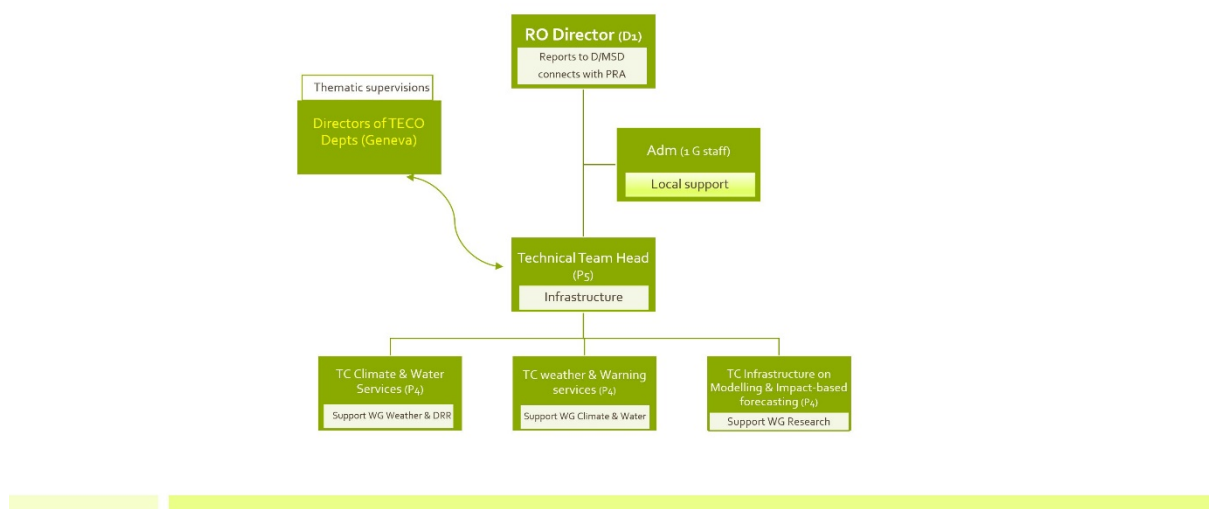 RO Director (D1)
Reports to D/MSD
connects with PRA
Thematic supervisions
Directors of TECO
Depts (Geneva)
Adm (1 G staff)
Local support
Technical Team Head
(P5)
Infrastructure
TC Climate & Water
Services (P4)
Support WG Weather & DRR
TC weather & Warning
services (P4)
Support WG Climate & Water
TC Infrastructure on
Modelling & Impact-based
forecasting (P4)
Support WG Research